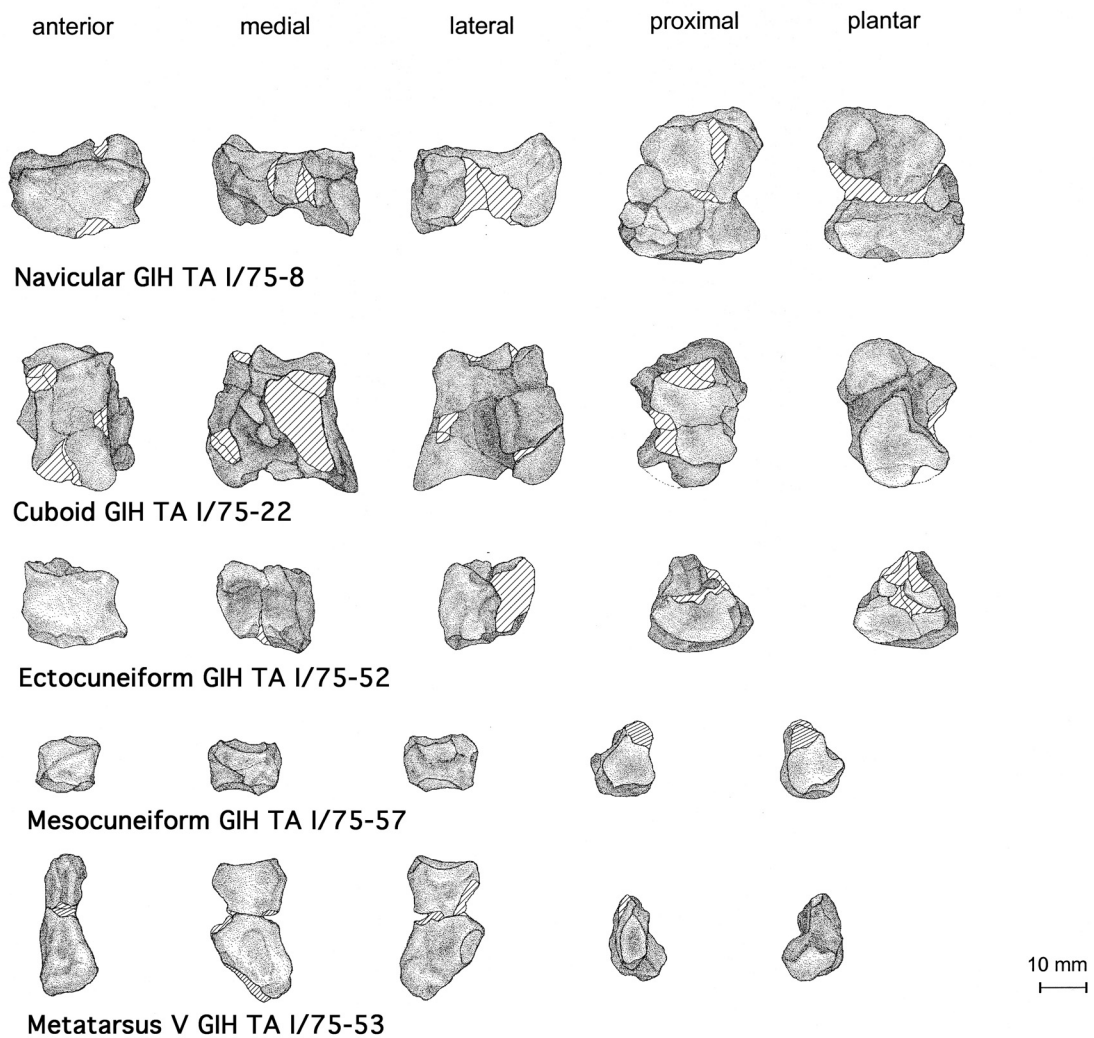 anterior medial lateral proximal plantar
Navicular GIH TA I/75-8
Cuboid GIH TA I/75-22
Ectocuneiform GIH TA I/75-52
Mesocuneiform GIH TA I/75-57
10 mm
Metatarsus V GIH TA I/75-53